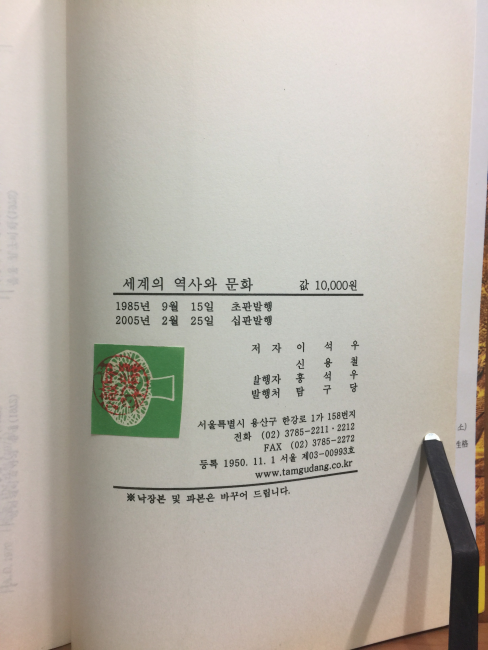 세계의 역사와 문화 값 10,000원
1985년 9월 15일 초판발행
2005년 2월 25일 십판발행
저 자 이 석 우
신 용 철
발행자 홍 석 우
발행처 탐 구 당
서울특별시 용산구 한강로 1가 158번지
전화 (02) 3785-2211·2212
FAX (02) 3785-2272
등록 1950. 11. 1 서울 제03-00993호
www.tamgudang.co.kr
※낙장본 및 파본은 바꾸어 드립니다.
소)
性格